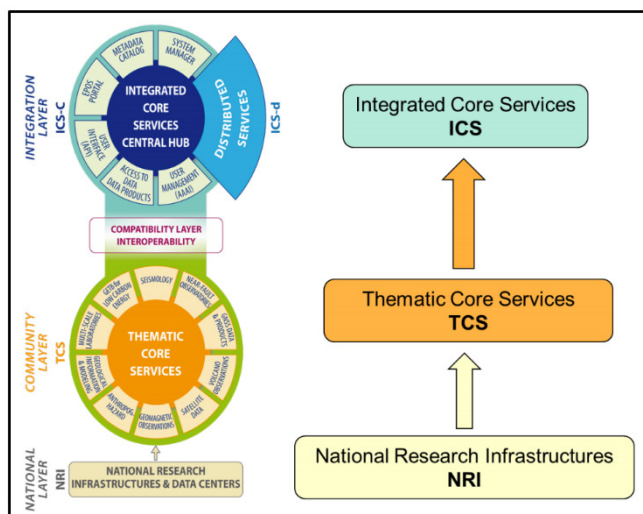 INTEGRATION
LAYER
ICS-C
METADATA
CATALOG
SYSTEM
MANAGER
EPOS
PORTAL
INTEGRATED
CORE
SERVICES
CENTRAL HUB
DISTRIBUTED
SERVICES
ICS-d
USER
INTERFACE
(API)
ACCESS TO
DATA
DATA PRODUCTS
USER
MANAGEMENT
(AAAI)
COMPATIBILITY LAYER
INTEROPERABILITY
COMMUNITY
LAYER
TCS
SEISMOLOGY
NEAR-FAULT
OBSERVATORIES
GNSS DATA
& PRODUCTS
VOLCANO
OBSERVATIONS
SATELLITE
DATA
GEOMAGNETIC
OBSERVATIONS
ANTHROPOG.
HAZARD
GEOLOGICAL
INFORMATION
& MODELING
MULTI-SCALE
LABORATORIES
GETB for
LOW CARBON
ENERGY
THEMATIC
CORE
SERVICES
NATIONAL
LAYER
NRI
NATIONAL RESEARCH
INFRASTRUCTURES & DATA CENTERS
Integrated Core Services
ICS
Thematic Core Services
TCS
National Research Infrastructures
NRI